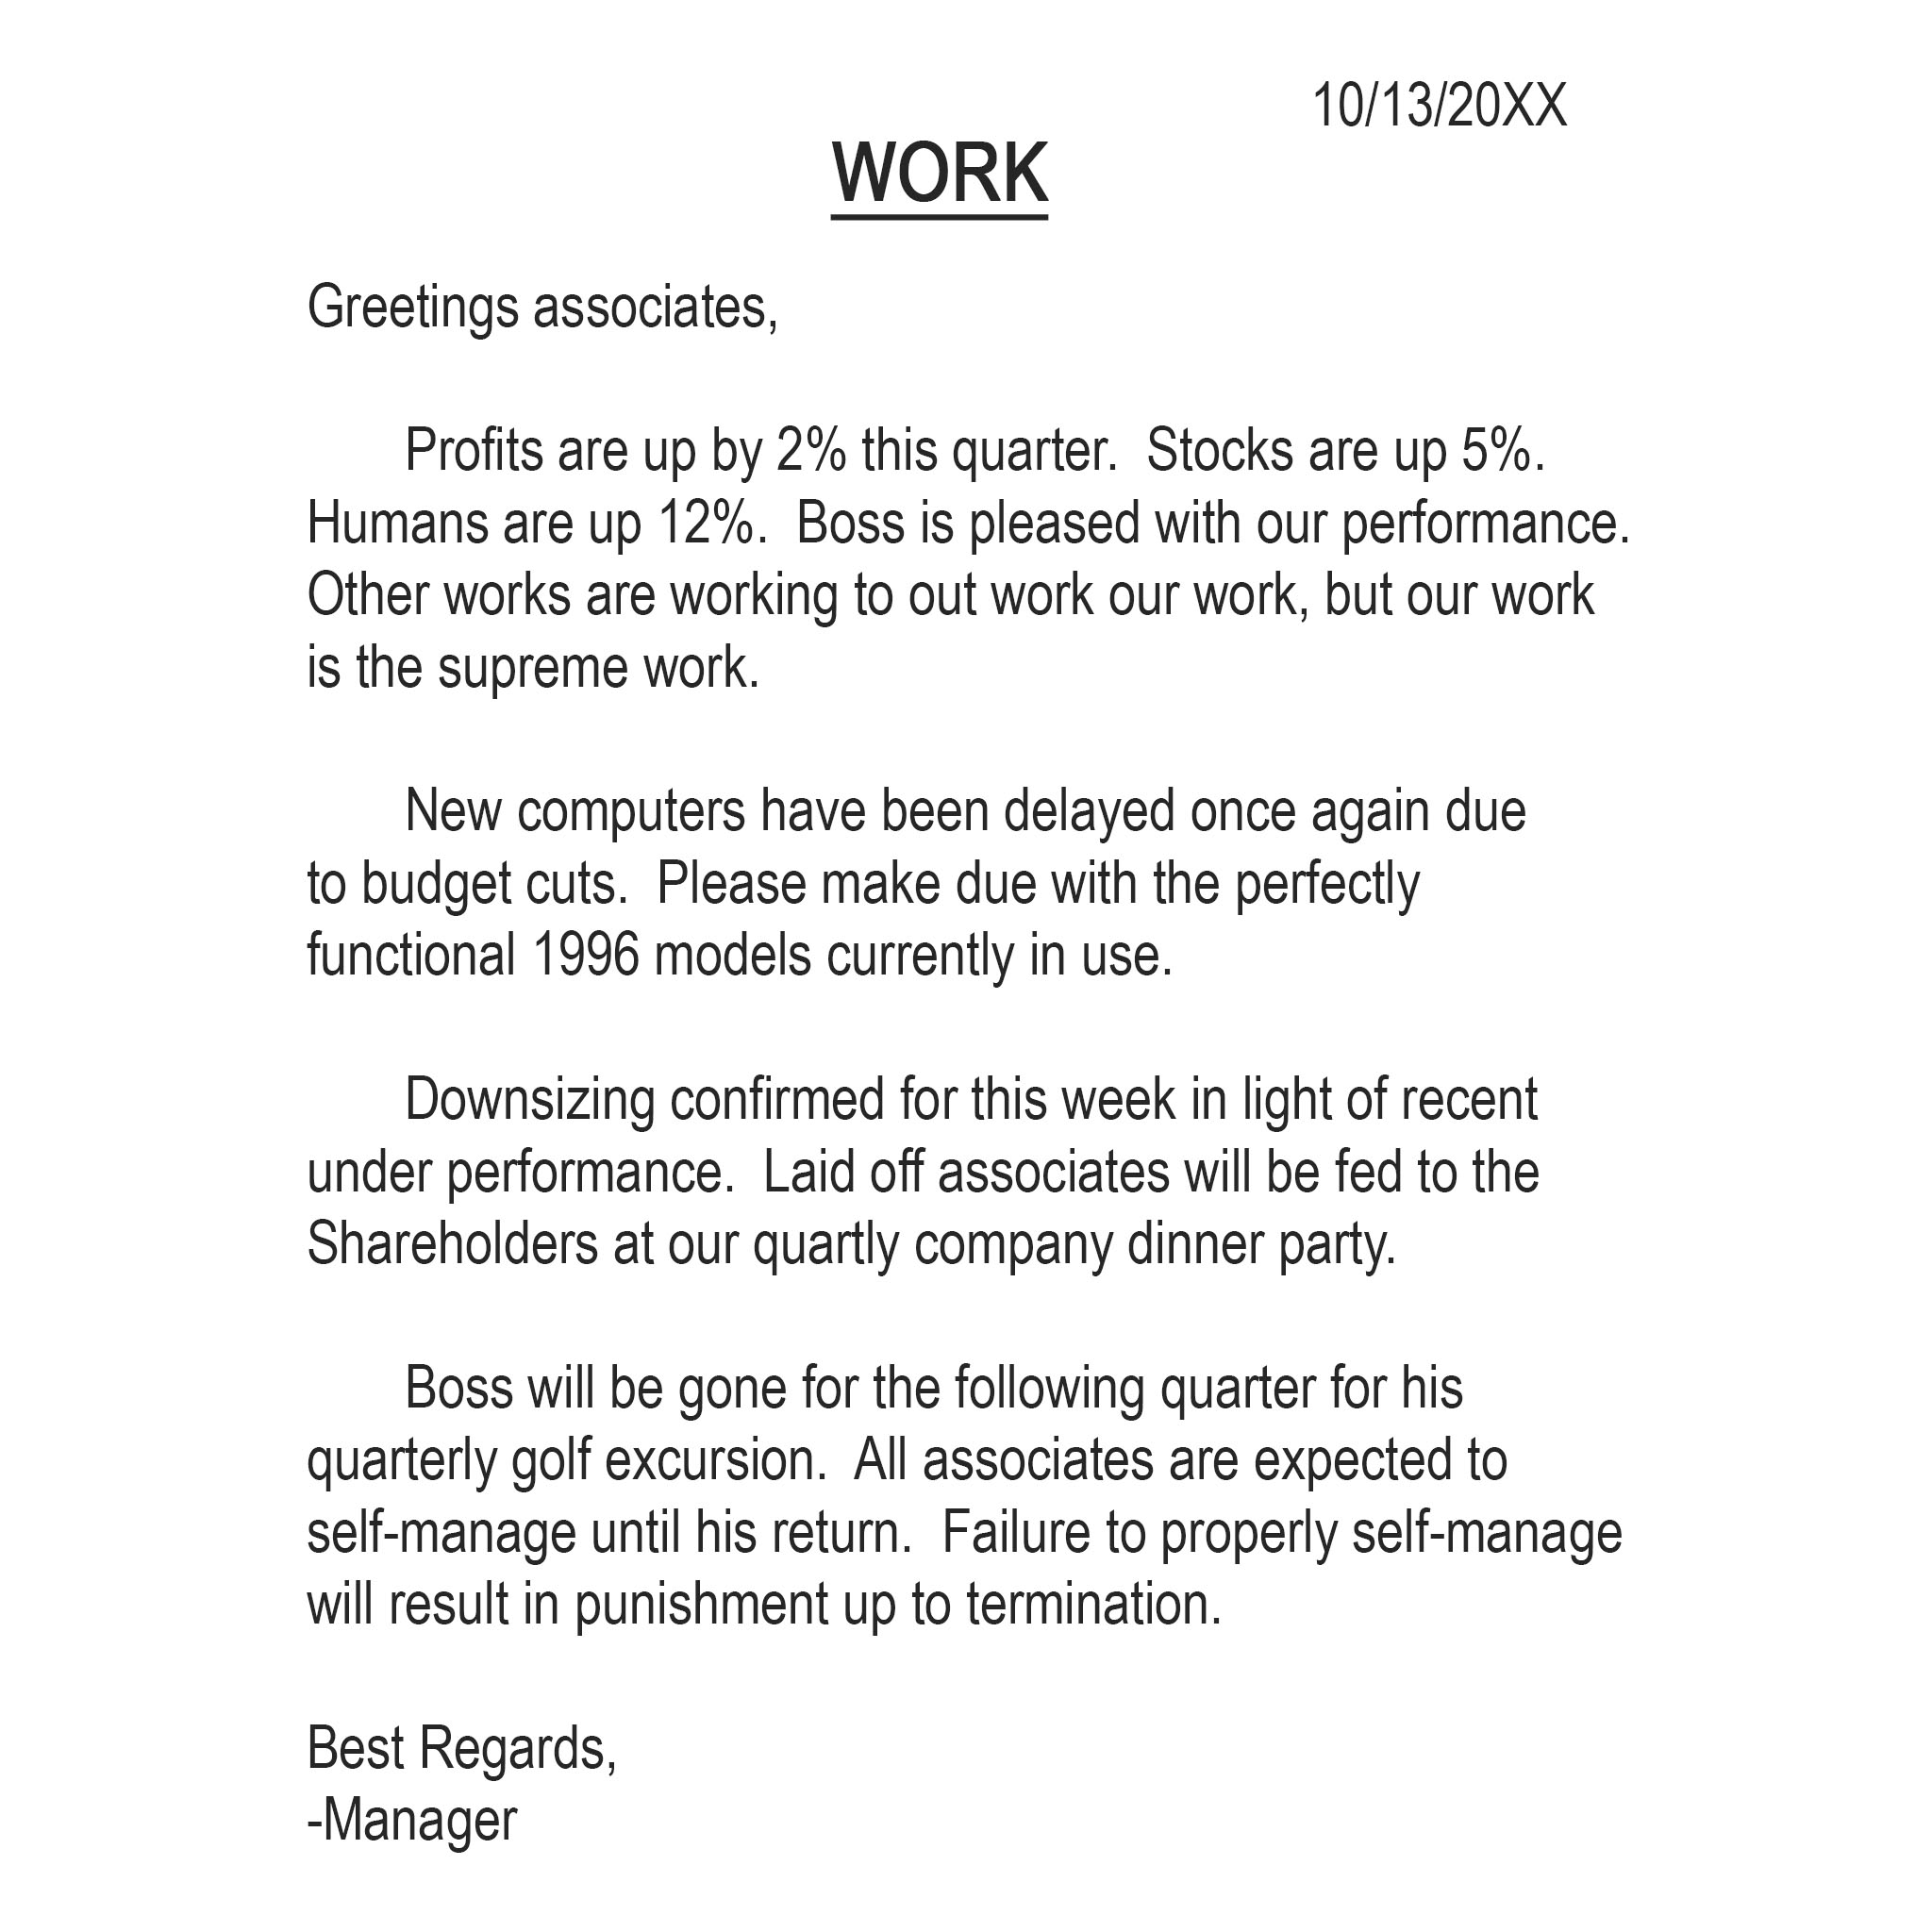 10/13/20XX
WORK
Greetings associates,
Profits are up by 2% this quarter.  Stocks are up 5%.
Humans are up 12%.  Boss is pleased with our performance.
Other works are working to out work our work, but our work
is the supreme work.
New computers have been delayed once again due
to budget cuts.  Please make due with the perfectly
functional 1996 models currently in use.
Downsizing confirmed for this week in light of recent
under performance.  Laid off associates will be fed to the
Shareholders at our quartly company dinner party.
Boss will be gone for the following quarter for his
quarterly golf excursion.  All associates are expected to
self-manage until his return.  Failure to properly self-manage
will result in punishment up to termination.
Best Regards,
-Manager